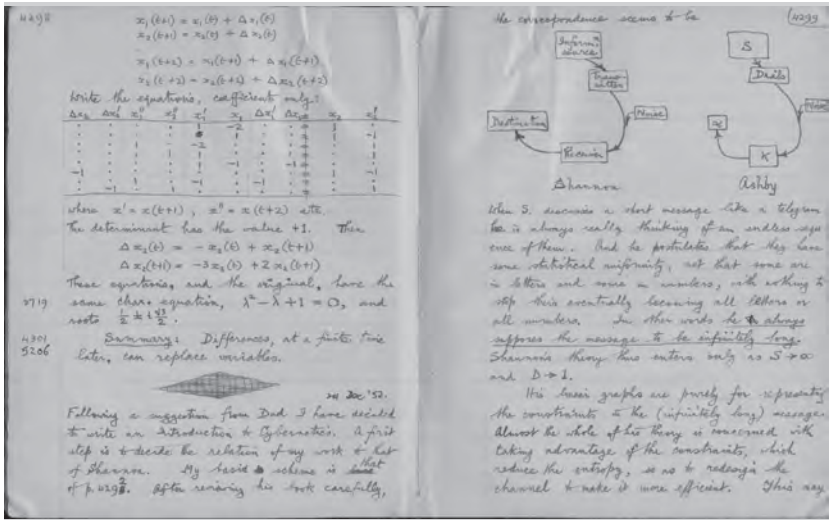 4298
x₁(t+1) = x₁(t) + Δx₁(t)
x₂(t+1) = x₂(t) + Δx₂(t)
x₁(t+2) = x₁(t+1) + Δx₁(t+1)
x₂(t+2) = x₂(t+1) + Δx₂(t+1)
Write the equations, coefficient only:
where x' = x(t+1), x'' = x(t+2) etc.
The determinant has the value +1. Then
Δx₂(t) = -x₂(t) + x₂(t+1)
Δx₂(t+1) = -3x₂(t) + 2x₂(t+1)
These equations, and the original, have the
3719 same char. equation, λ² - λ + 1 = 0, and
roots
4301 Summary: Differences, at a finite time
5206 later, can replace variables.
Dec '52.
Following a suggestion from Dad I have decided
to write an Introduction to Cybernetics. A first
step is to decide the relation of my work to that
of Shannon. My basic scheme is that
of p. After reviewing his book carefully,
the correspondence seems to be 4299
Informn source
Trans-mitter
Noise
Receiver
Destination
Shannon
S
Dials
Noise
K
x
Ashby
When S. discusses a short message like a telegram
he is always really thinking of an endless sequ
ence of them. And he postulates that they have
some statistical uniformity, not that some are
in letters and some in numbers, with nothing to
stop this eventually becoming all letters or
all numbers. In other words he always
supposes the message to be infinitely long.
Shannon's theory thus enters only as S → ∞
and D → 1.
His basic graphs are purely for representing
the constraints in the (infinitely long) message.
Almost the whole of his theory is concerned with
taking advantage of the constraints, which
reduce the entropy, so as to redesign the
channel to make it more efficient. This may